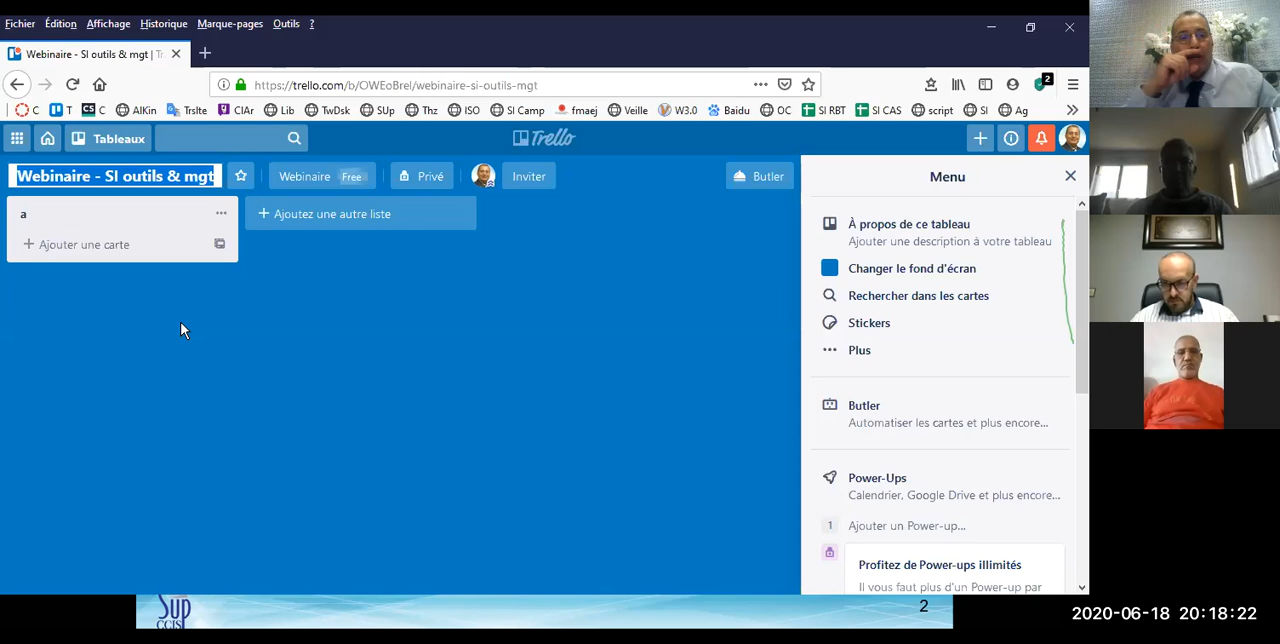 Fichier Édition Affichage Historique Marque-pages Outils ?
Webinaire - SI outils & mgt | Tr
https://trello.com/b/OWEoBrel/webinaire-si-outils-mgt
2
C T C AIKin Trslte CIAr Lib TwDsk SUp Thz ISO SI Camp fmaej Veille W3.0 Baidu OC SI RBT SI CAS script SI Ag
Tableaux
Trello
Webinaire - SI outils & mgt
Webinaire Free
Privé
Inviter
Butler
a
Ajouter une carte
Ajoutez une autre liste
Menu
À propos de ce tableau
Ajouter une description à votre tableau
Changer le fond d'écran
Rechercher dans les cartes
Stickers
Plus
Butler
Automatiser les cartes et plus encore...
Power-Ups
Calendrier, Google Drive et plus encore...
1 Ajouter un Power-up...
Profitez de Power-ups illimités
Il vous faut plus d'un Power-up par
Sup
CCIS
2
2020-06-18 20:18:22